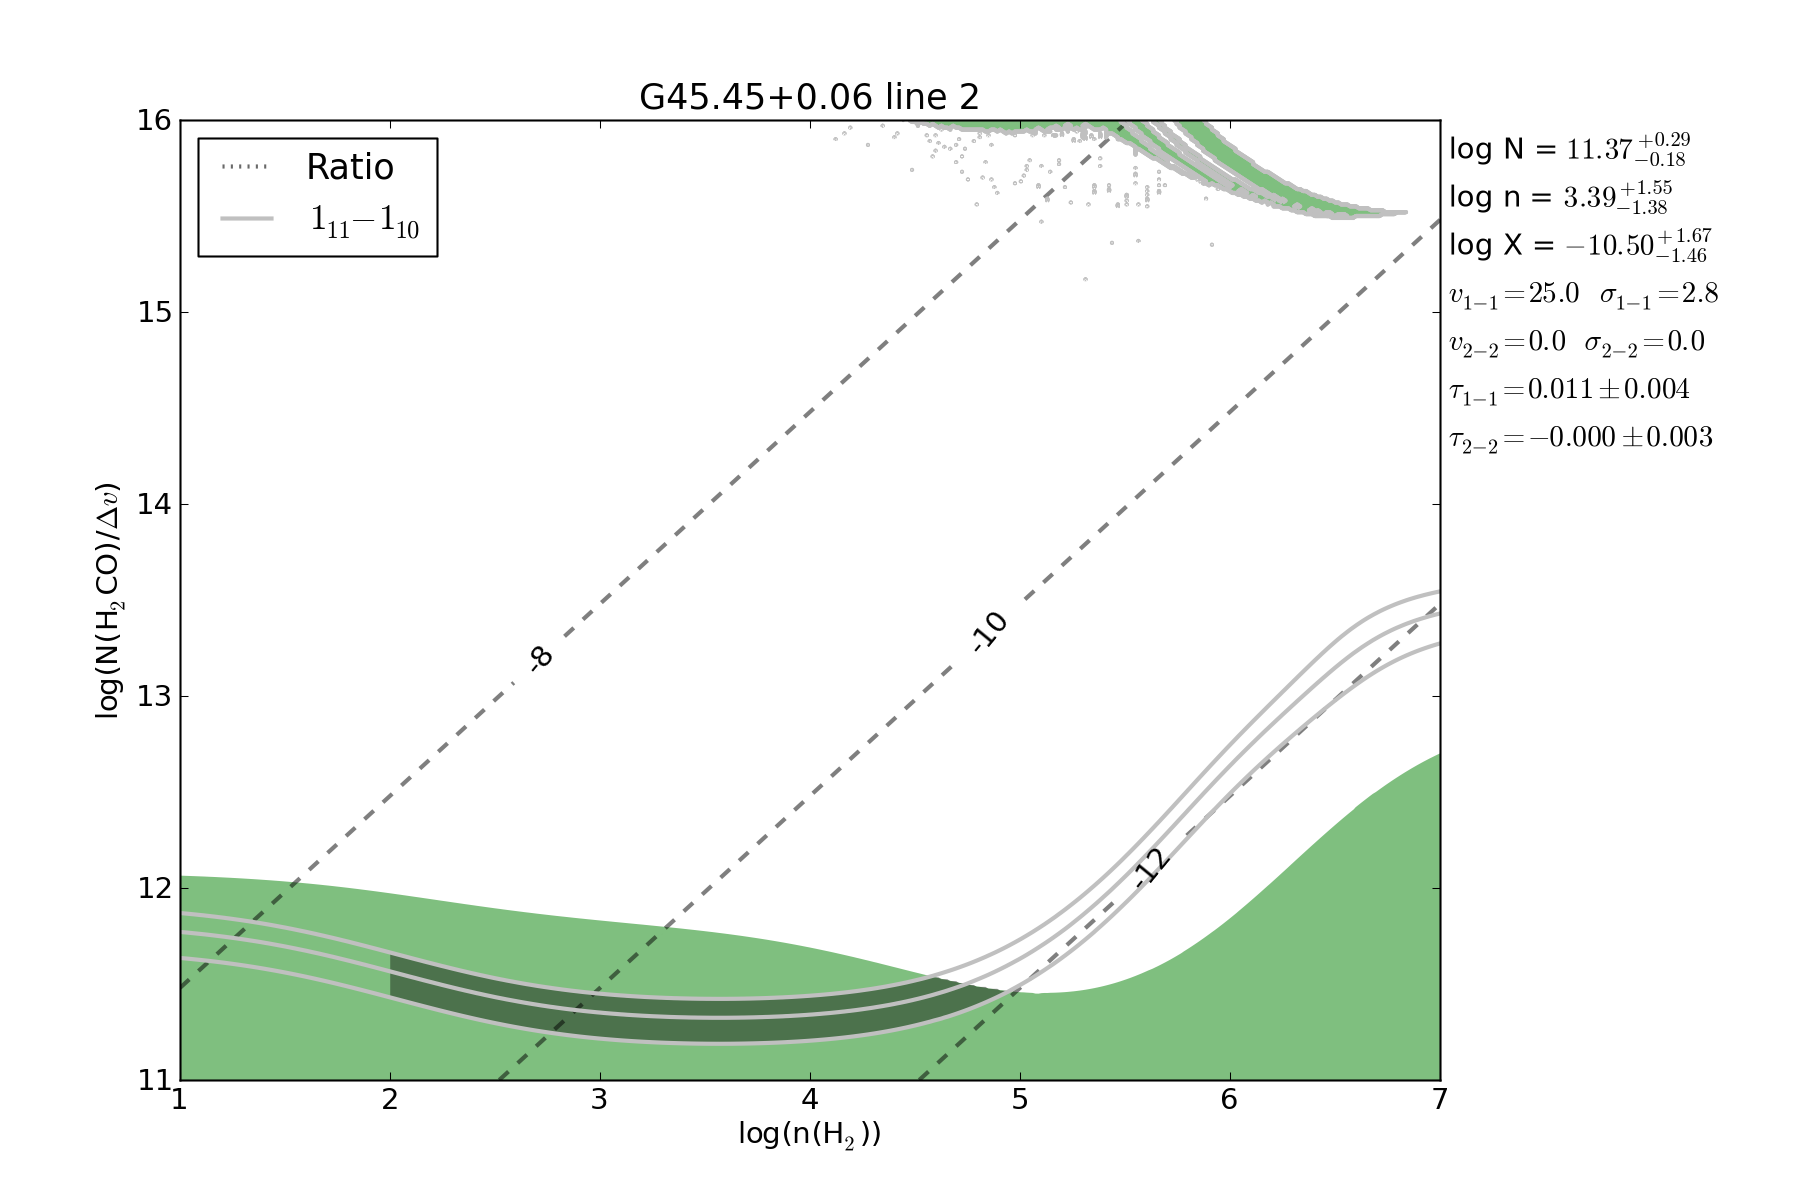 G45.45+0.06 line 2
Ratio
1₁₁−1₁₀
log N = 11.37+0.29−0.18
log n = 3.39+1.55−1.38
log X = −10.50+1.67−1.46
v₁₋₁=25.0 σ₁₋₁=2.8
v₂₋₂=0.0 σ₂₋₂=0.0
τ₁₋₁=0.011±0.004
τ₂₋₂=−0.000±0.003
16
15
14
13
12
11
log(N(H₂CO)/Δv)
-8
-10
-12
1 2 3 4 5 6 7
log(n(H₂))